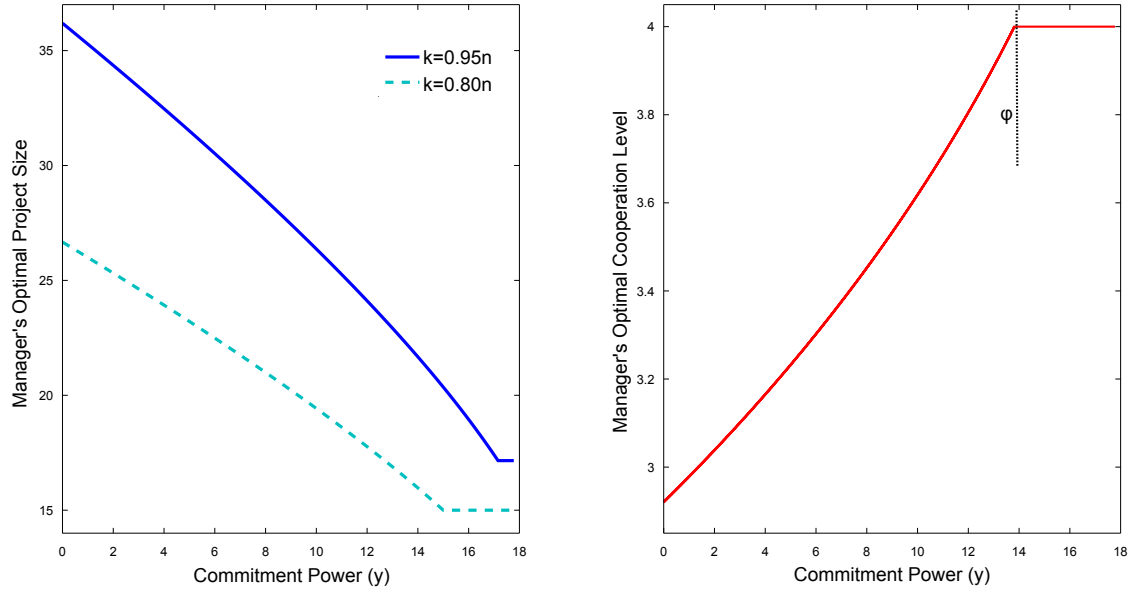 Manager's Optimal Project Size
35
30
25
20
15
k=0.95n
k=0.80n
0 2 4 6 8 10 12 14 16 18
Commitment Power (y)
Manager's Optimal Cooperation Level
4
3.8
3.6
3.4
3.2
3
φ
0 2 4 6 8 10 12 14 16 18
Commitment Power (y)